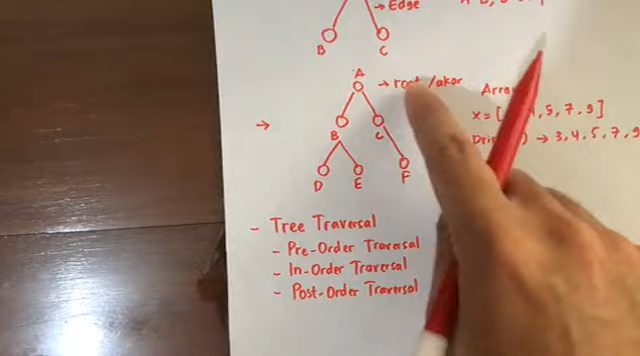 → Edge
B C
A
→ root /akar
B C
D E F
→
x = [ , 5, 7, 9]
→ 3, 4, 5, 7, 9
- Tree Traversal
- Pre-Order Traversal
- In-Order Traversal
- Post-Order Traversal